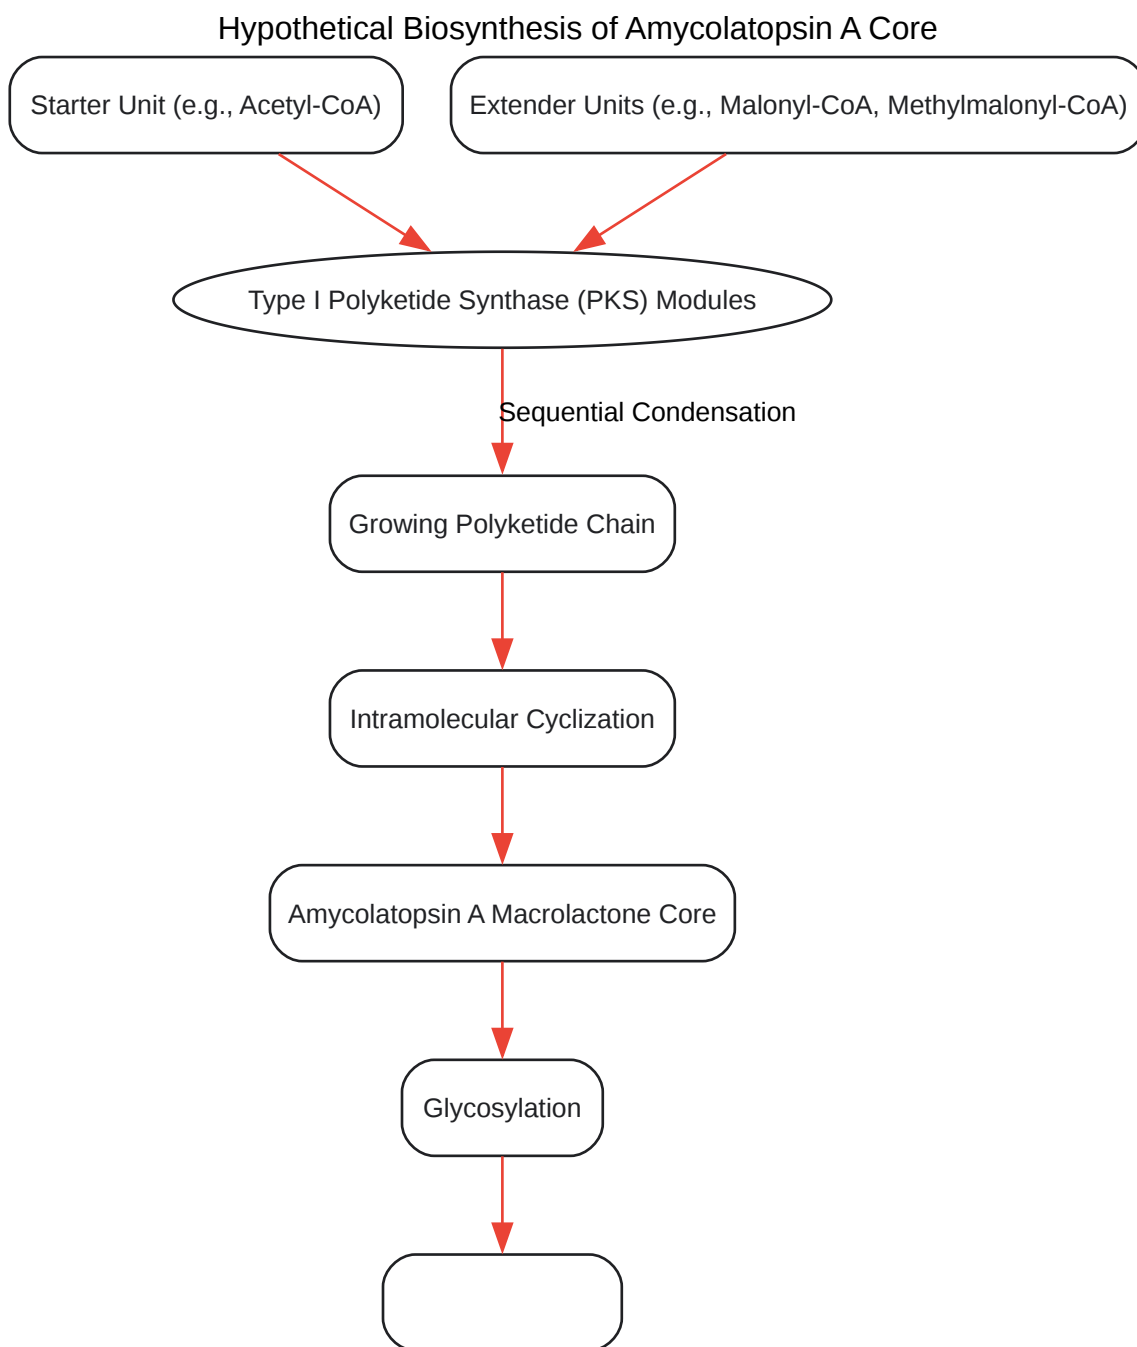 Hypothetical Biosynthesis of Amycolatopsin A Core
Starter Unit (e.g., Acetyl-CoA)
Extender Units (e.g., Malonyl-CoA, Methylmalonyl-CoA)
Type I Polyketide Synthase (PKS) Modules
Sequential Condensation
Growing Polyketide Chain
Intramolecular Cyclization
Amycolatopsin A Macrolactone Core
Glycosylation